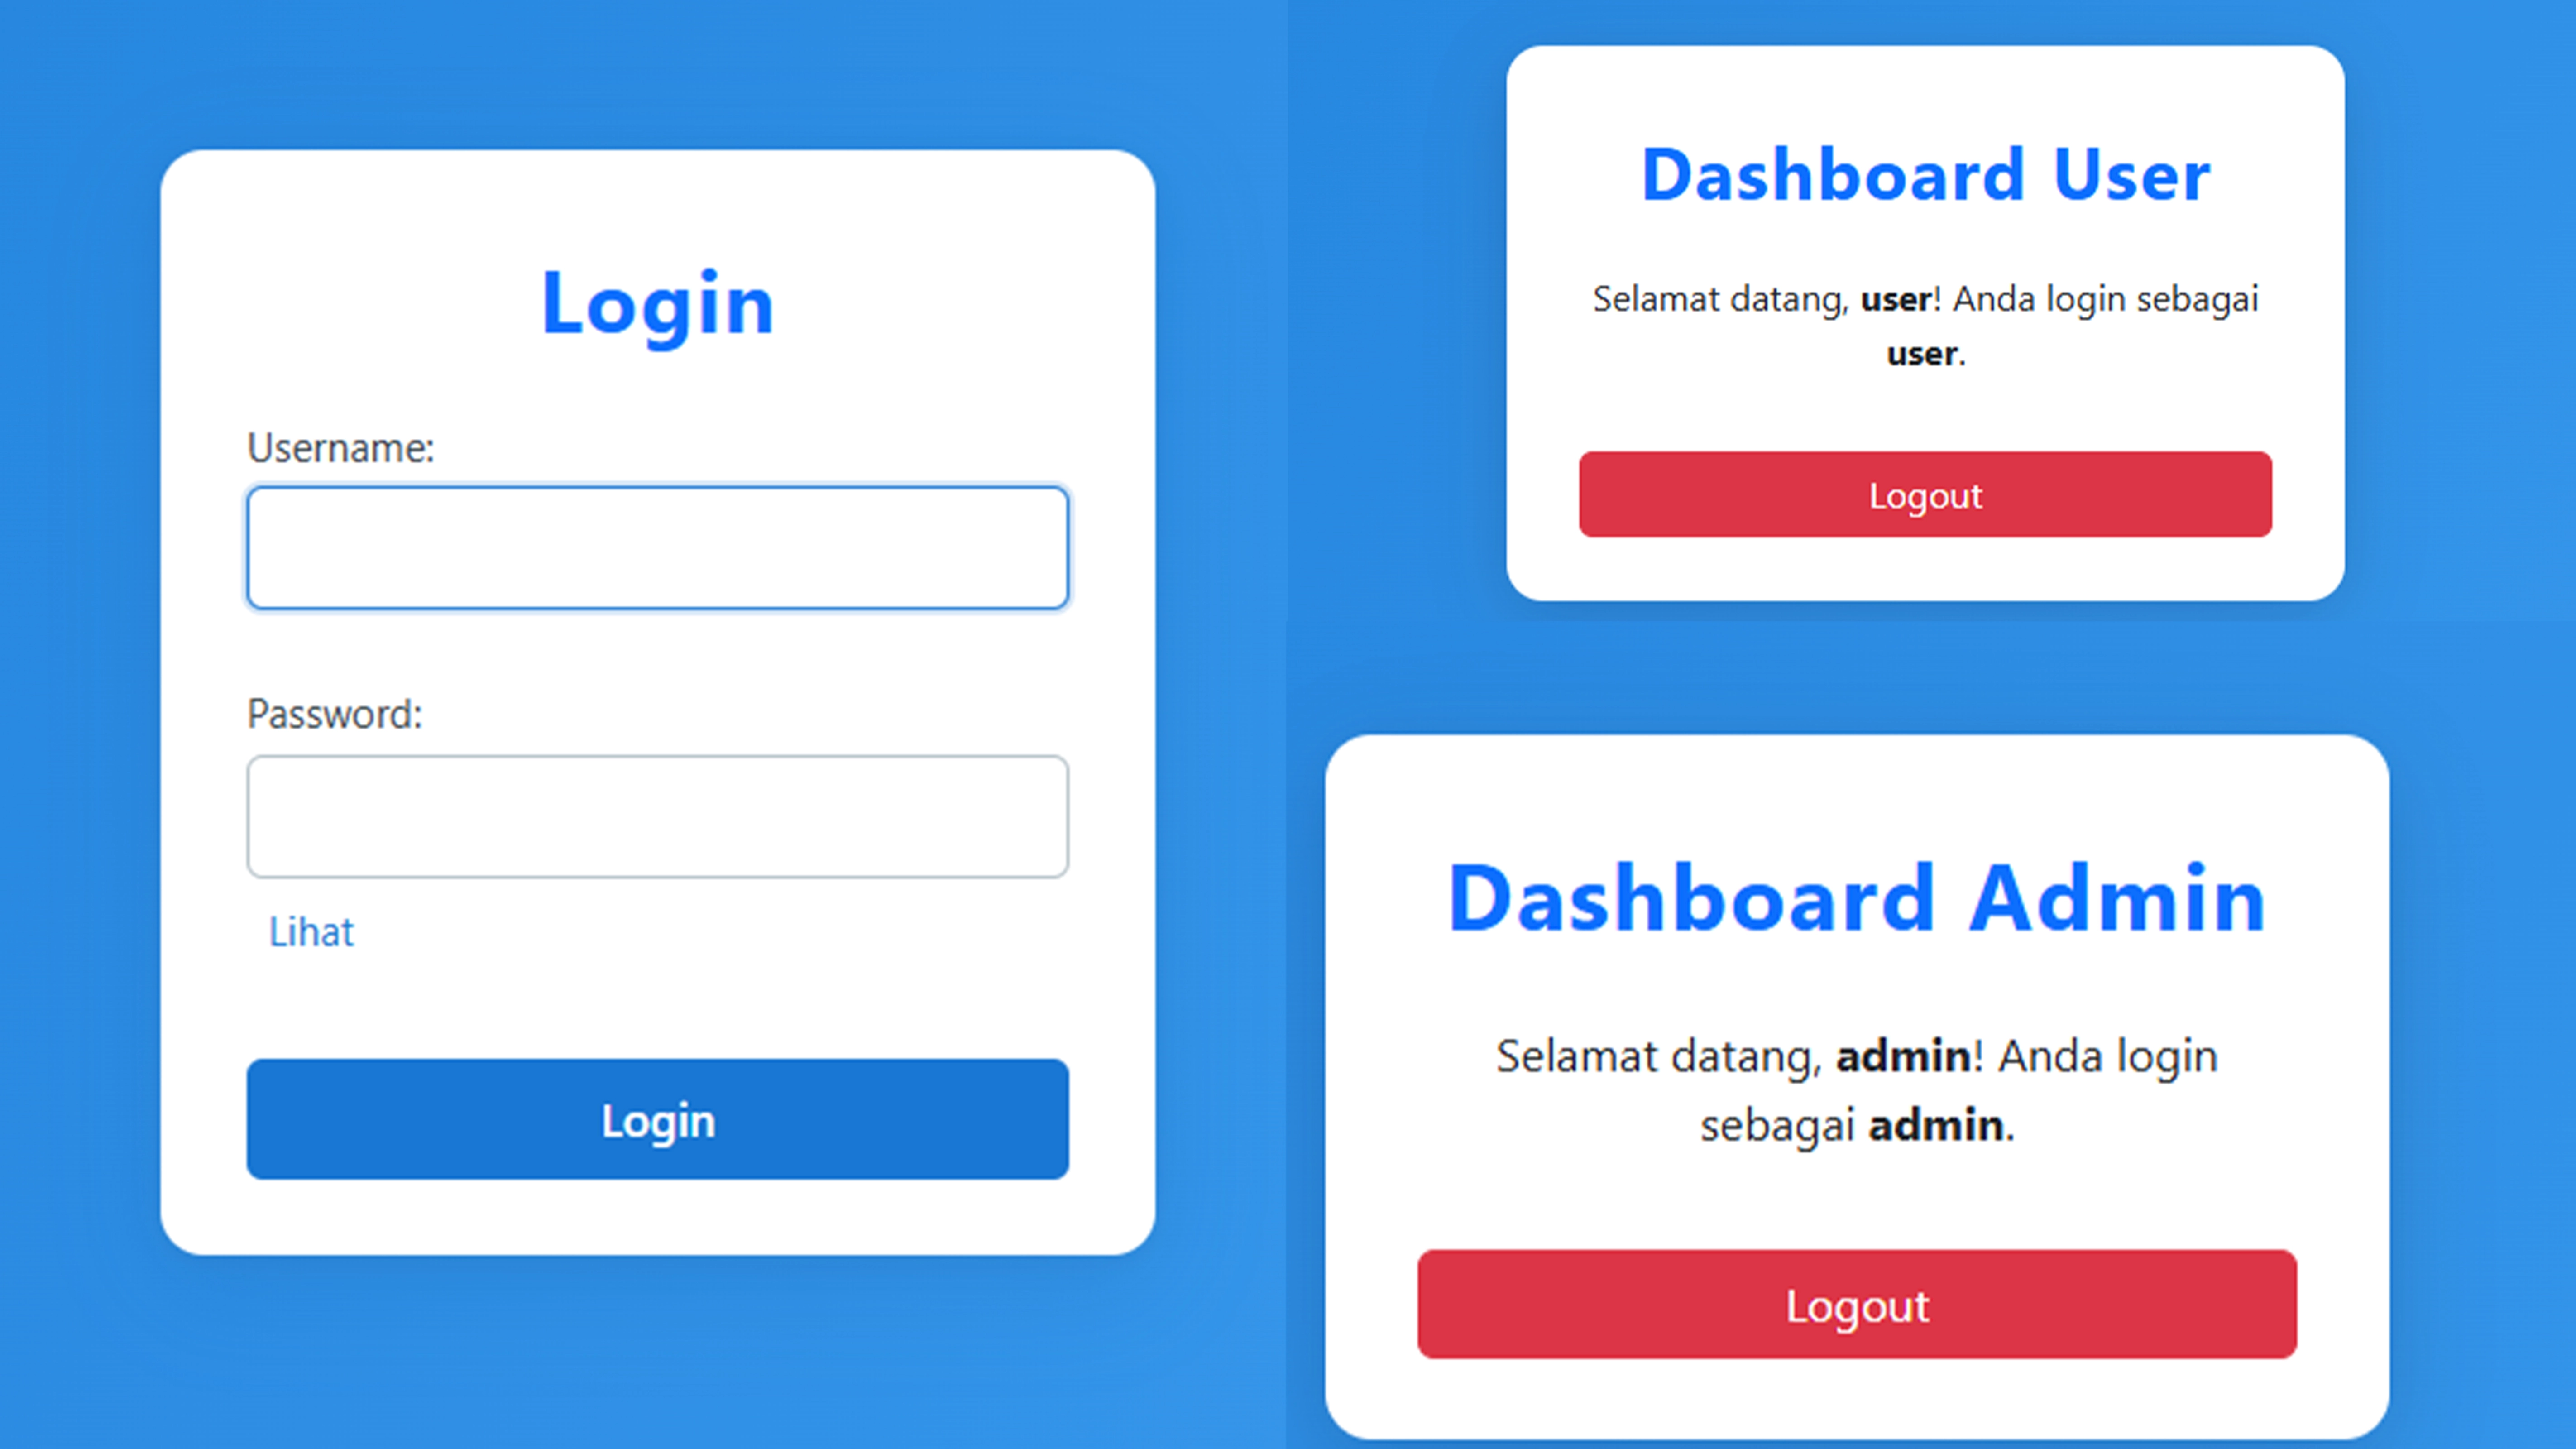 Login
Username:
Password:
Lihat
Login
Dashboard User
Selamat datang, user! Anda login sebagai
user.
Logout
Dashboard Admin
Selamat datang, admin! Anda login
sebagai admin.
Logout